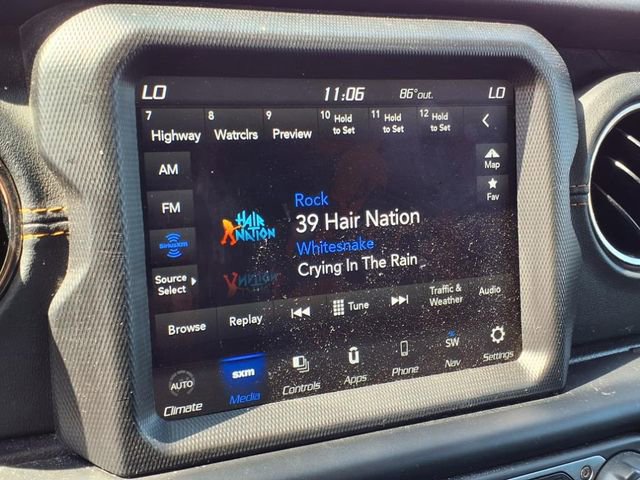 LO 11:06 86° out. LO
7 Highway 8 Watrclrs 9 Preview 10 Hold to Set 11 Hold to Set 12 Hold to Set
AM
Map
FM
Fav
SiriusXM
Source Select
HAIR NATION
Rock
39 Hair Nation
Whitesnake
Crying In The Rain
Browse Replay Tune Traffic & Weather Audio
AUTO sxm SW
Climate Media Controls Apps Phone Nav Settings